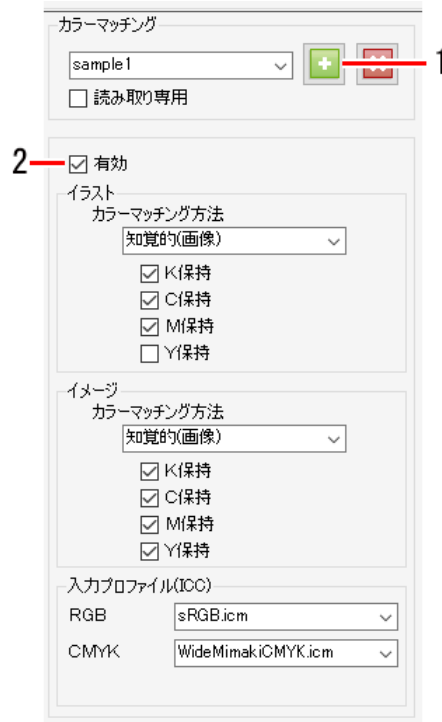 カラーマッチング
sample1
1
読み取り専用
2
有効
イラスト
カラーマッチング方法
知覚的(画像)
K保持
C保持
M保持
Y保持
イメージ
カラーマッチング方法
知覚的(画像)
K保持
C保持
M保持
Y保持
入力プロファイル(ICC)
RGB sRGB.icm
CMYK WideMimakiCMYK.icm